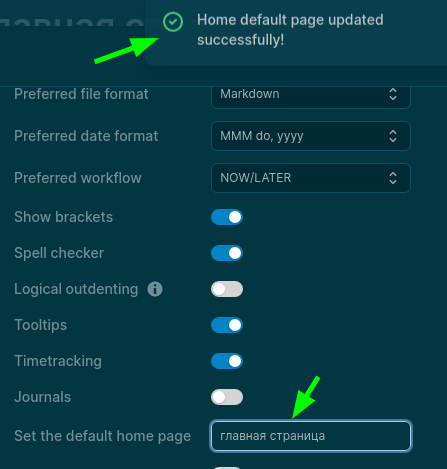 Home default page updated
successfully!
Preferred file format
Markdown
Preferred date format
MMM do, yyyy
Preferred workflow
NOW/LATER
Show brackets
Spell checker
Logical outdenting
Tooltips
Timetracking
Journals
Set the default home page
главная страница